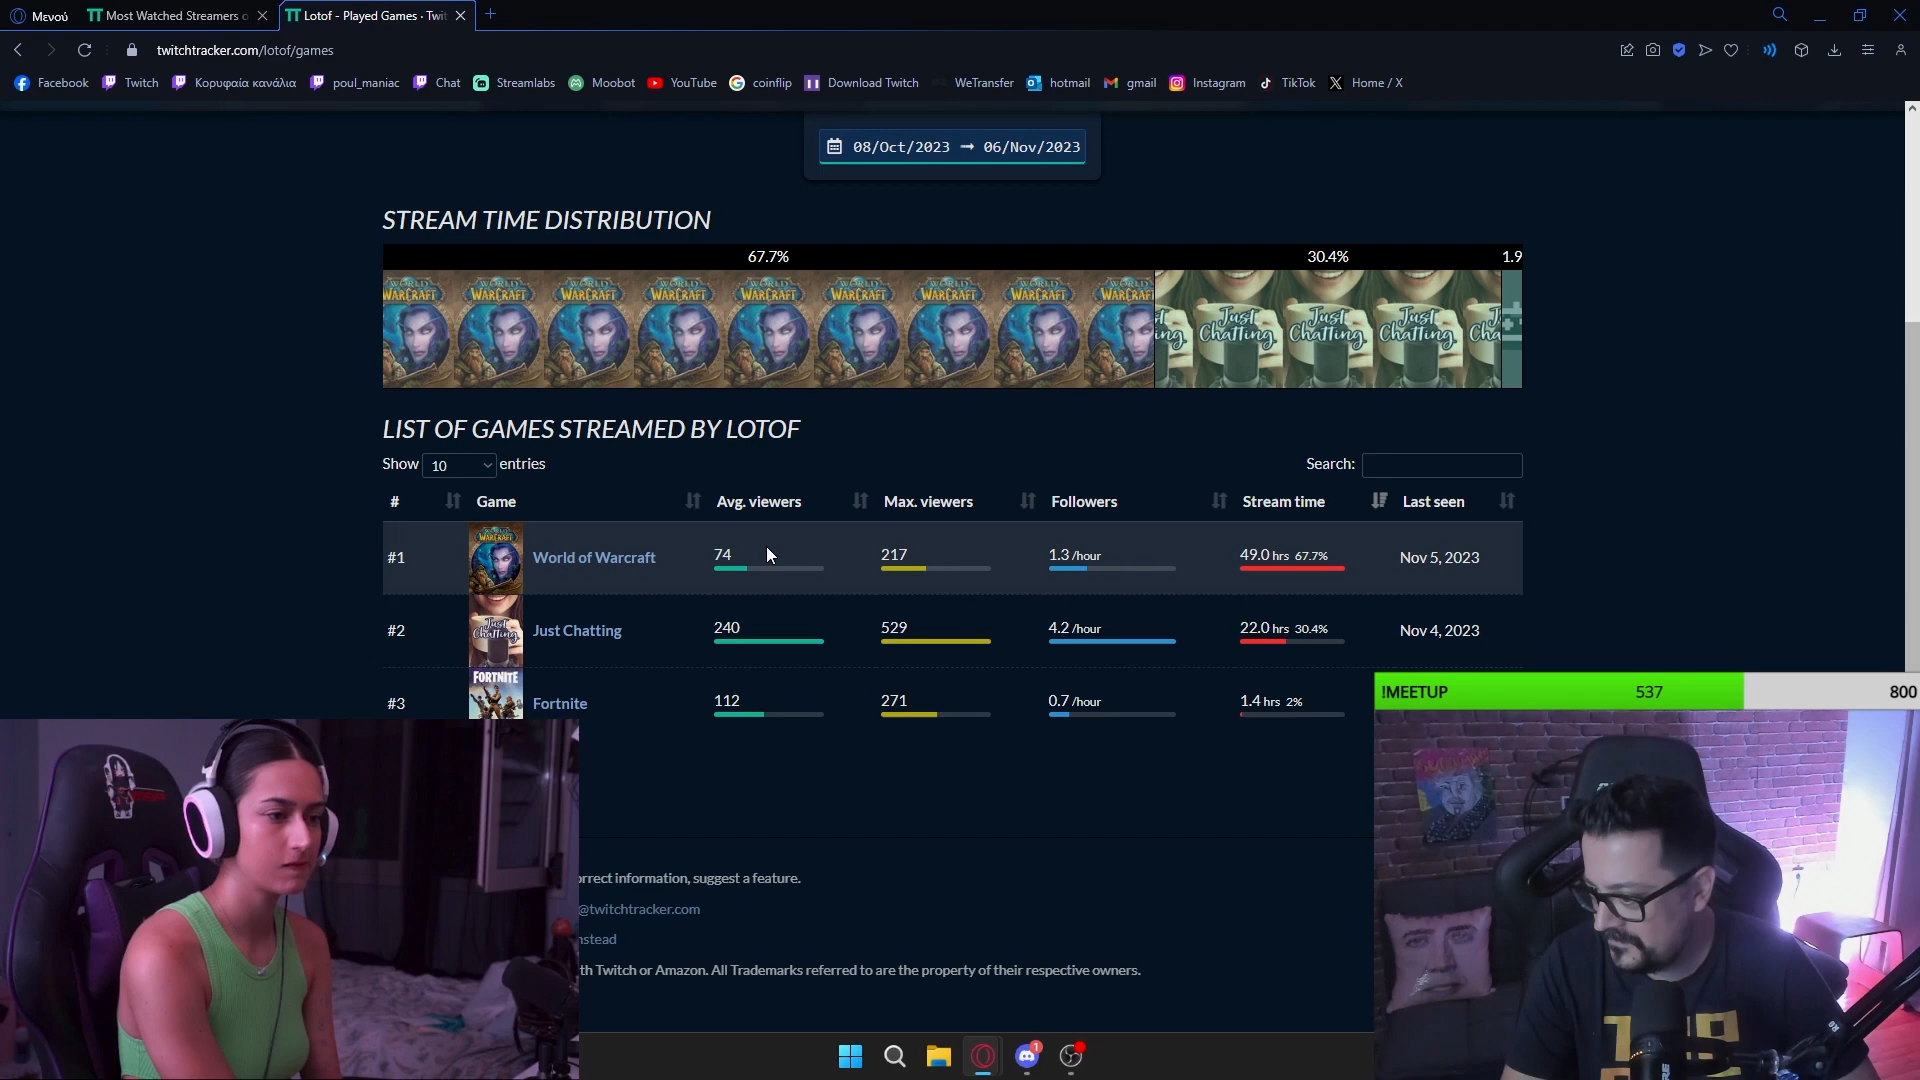 Μενού
Most Watched Streamers o
Lotof - Played Games · Twit
twitchtracker.com/lotof/games
Facebook
Twitch
Κορυφαία κανάλια
poul_maniac
Chat
Streamlabs
Moobot
YouTube
coinflip
Download Twitch
WeTransfer
hotmail
gmail
Instagram
TikTok
Home / X
08/Oct/2023 → 06/Nov/2023
STREAM TIME DISTRIBUTION
67.7% 30.4% 1.9
LIST OF GAMES STREAMED BY LOTOF
Show 10 entries
Search:
# Game Avg. viewers Max. viewers Followers Stream time Last seen
#1 World of Warcraft 74 217 1.3 /hour 49.0 hrs 67.7% Nov 5, 2023
#2 Just Chatting 240 529 4.2 /hour 22.0 hrs 30.4% Nov 4, 2023
FORTNITE
#3 Fortnite 112 271 0.7 /hour 1.4 hrs 2%
!MEETUP 537 800
orrect information, suggest a feature.
@twitchtracker.com
nstead
th Twitch or Amazon. All Trademarks referred to are the property of their respective owners.
1